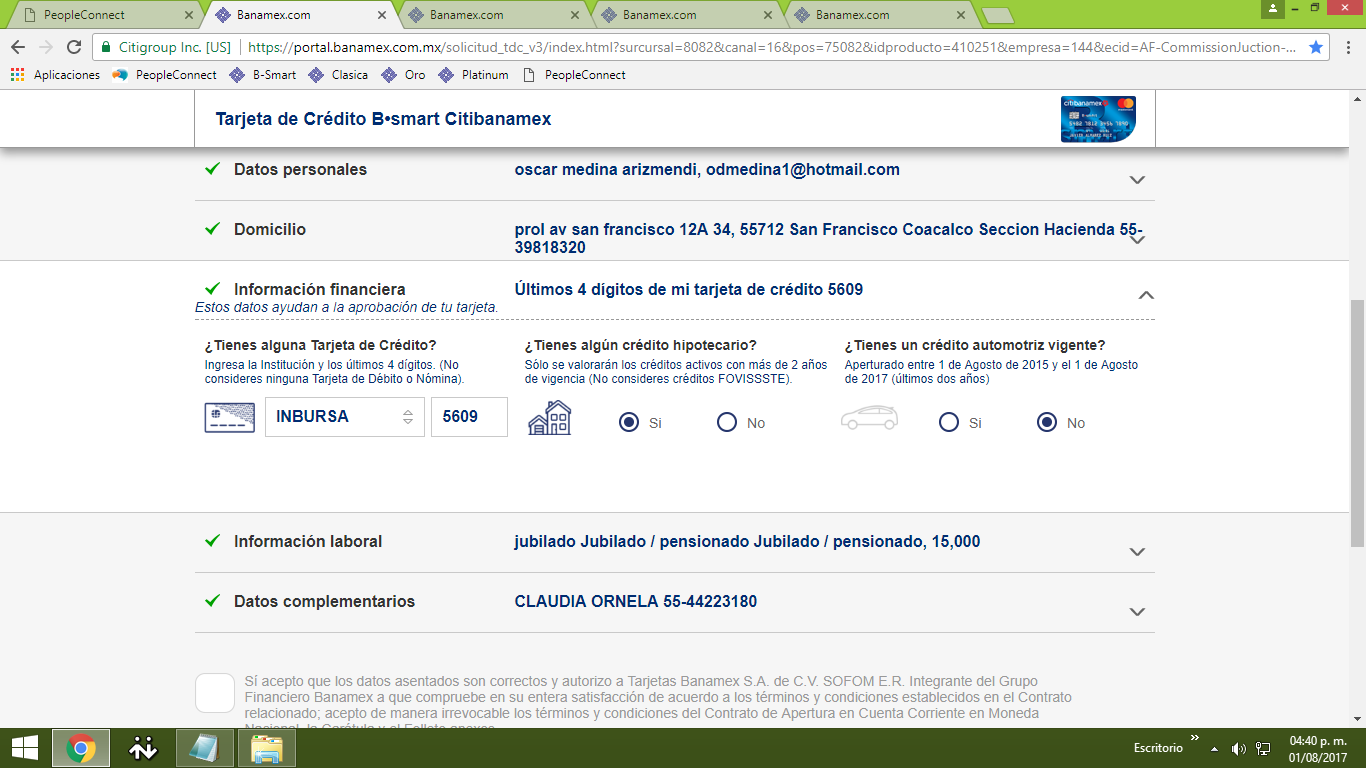 PeopleConnect
Banamex.com
Banamex.com
Banamex.com
Banamex.com
Citigroup Inc. [US]
https://portal.banamex.com.mx/solicitud_tdc_v3/index.html?surcursal=8082&canal=16&pos=75082&idproducto=410251&empresa=144&ecid=AF-CommissionJuction-...
Aplicaciones
PeopleConnect
B-Smart
Clasica
Oro
Platinum
PeopleConnect
Tarjeta de Crédito B•smart Citibanamex
citibanamex
Datos personales
oscar medina arizmendi, odmedina1@hotmail.com
Domicilio
prol av san francisco 12A 34, 55712 San Francisco Coacalco Seccion Hacienda 55-
39818320
Información financiera
Últimos 4 dígitos de mi tarjeta de crédito 5609
Estos datos ayudan a la aprobación de tu tarjeta.
¿Tienes alguna Tarjeta de Crédito?
Ingresa la Institución y los últimos 4 dígitos. (No
consideres ninguna Tarjeta de Débito o Nómina).
INBURSA
5609
¿Tienes algún crédito hipotecario?
Sólo se valorarán los créditos activos con más de 2 años
de vigencia (No consideres créditos FOVISSSTE).
Si
No
¿Tienes un crédito automotriz vigente?
Aperturado entre 1 de Agosto de 2015 y el 1 de Agosto
de 2017 (últimos dos años)
Si
No
Información laboral
jubilado Jubilado / pensionado Jubilado / pensionado, 15,000
Datos complementarios
CLAUDIA ORNELA 55-44223180
Sí acepto que los datos asentados son correctos y autorizo a Tarjetas Banamex S.A. de C.V. SOFOM E.R. Integrante del Grupo
Financiero Banamex a que compruebe en su entera satisfacción de acuerdo a los términos y condiciones establecidos en el Contrato
relacionado; acepto de manera irrevocable los términos y condiciones del Contrato de Apertura en Cuenta Corriente en Moneda
Escritorio
04:40 p. m.
01/08/2017